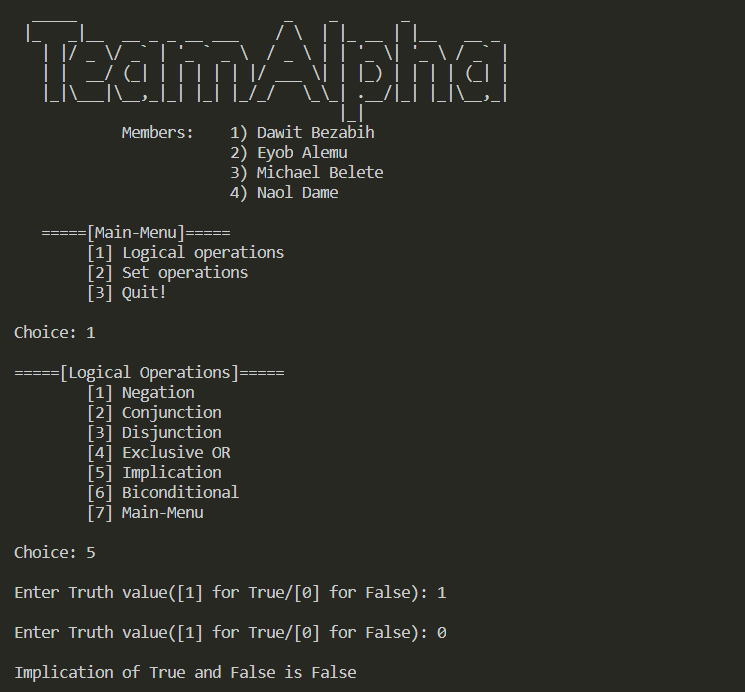 TeamAlpha
Members: 1) Dawit Bezabih
2) Eyob Alemu
3) Michael Belete
4) Naol Dame
=====[Main-Menu]=====
[1] Logical operations
[2] Set operations
[3] Quit!
Choice: 1
=====[Logical Operations]=====
[1] Negation
[2] Conjunction
[3] Disjunction
[4] Exclusive OR
[5] Implication
[6] Biconditional
[7] Main-Menu
Choice: 5
Enter Truth value([1] for True/[0] for False): 1
Enter Truth value([1] for True/[0] for False): 0
Implication of True and False is False